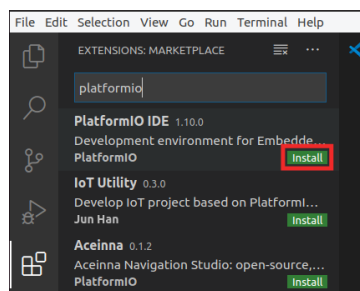 File Edit Selection View Go Run Terminal Help
EXTENSIONS: MARKETPLACE
platformio
PlatformIO IDE 1.10.0
Development environment for Embedde...
PlatformIO Install
IoT Utility 0.3.0
Develop IoT project based on PlatformI...
Jun Han Install
Aceinna 0.1.2
Aceinna Navigation Studio: open-source,...
PlatformIO Install